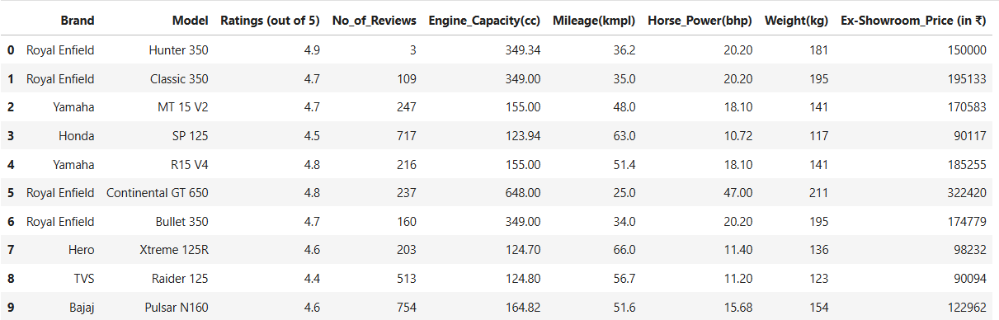 Brand Model Ratings (out of 5) No_of_Reviews Engine_Capacity(cc) Mileage(kmpl) Horse_Power(bhp) Weight(kg) Ex-Showroom_Price (in ₹)
0 Royal Enfield Hunter 350 4.9 3 349.34 36.2 20.20 181 150000
1 Royal Enfield Classic 350 4.7 109 349.00 35.0 20.20 195 195133
2 Yamaha MT 15 V2 4.7 247 155.00 48.0 18.10 141 170583
3 Honda SP 125 4.5 717 123.94 63.0 10.72 117 90117
4 Yamaha R15 V4 4.8 216 155.00 51.4 18.10 141 185255
5 Royal Enfield Continental GT 650 4.8 237 648.00 25.0 47.00 211 322420
6 Royal Enfield Bullet 350 4.7 160 349.00 34.0 20.20 195 174779
7 Hero Xtreme 125R 4.6 203 124.70 66.0 11.40 136 98232
8 TVS Raider 125 4.4 513 124.80 56.7 11.20 123 90094
9 Bajaj Pulsar N160 4.6 754 164.82 51.6 15.68 154 122962